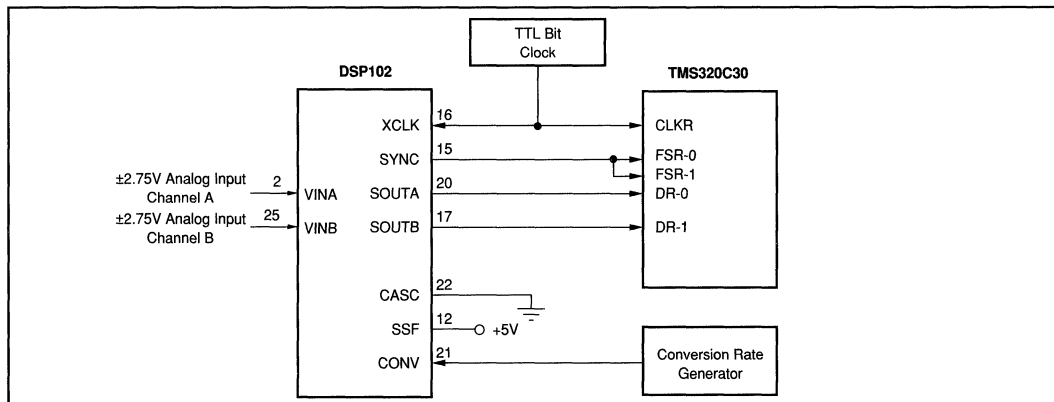 TTL Bit
Clock
DSP102
TMS320C30
XCLK
16
CLKR
SYNC
15
FSR-0
FSR-1
±2.75V Analog Input
Channel A
2
VINA
SOUTA
20
DR-0
±2.75V Analog Input
Channel B
25
VINB
SOUTB
17
DR-1
CASC
22
SSF
12
+5V
CONV
21
Conversion Rate
Generator